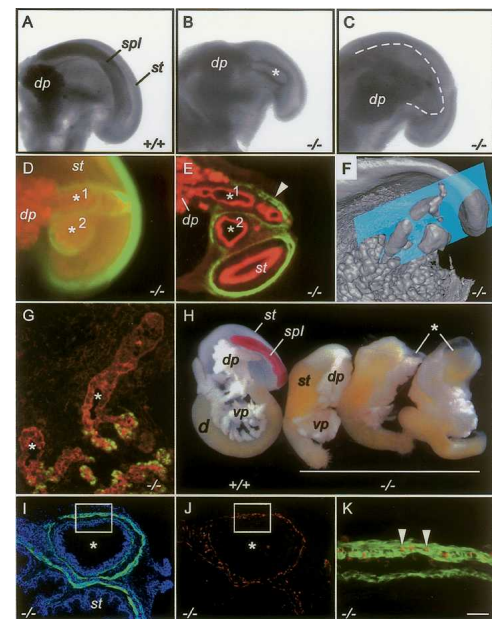 A
spl
st
dp
+/+
B
dp
*
-/-
C
dp
-/-
D
st
* 1
dp
* 2
-/-
E
* 1
dp
* 2
st
-/-
F
-/-
G
*
*
-/-
H
st
spl
dp
d
vp
st
dp
vp
*
+/+
-/-
I
*
st
-/-
J
*
-/-
K
-/-